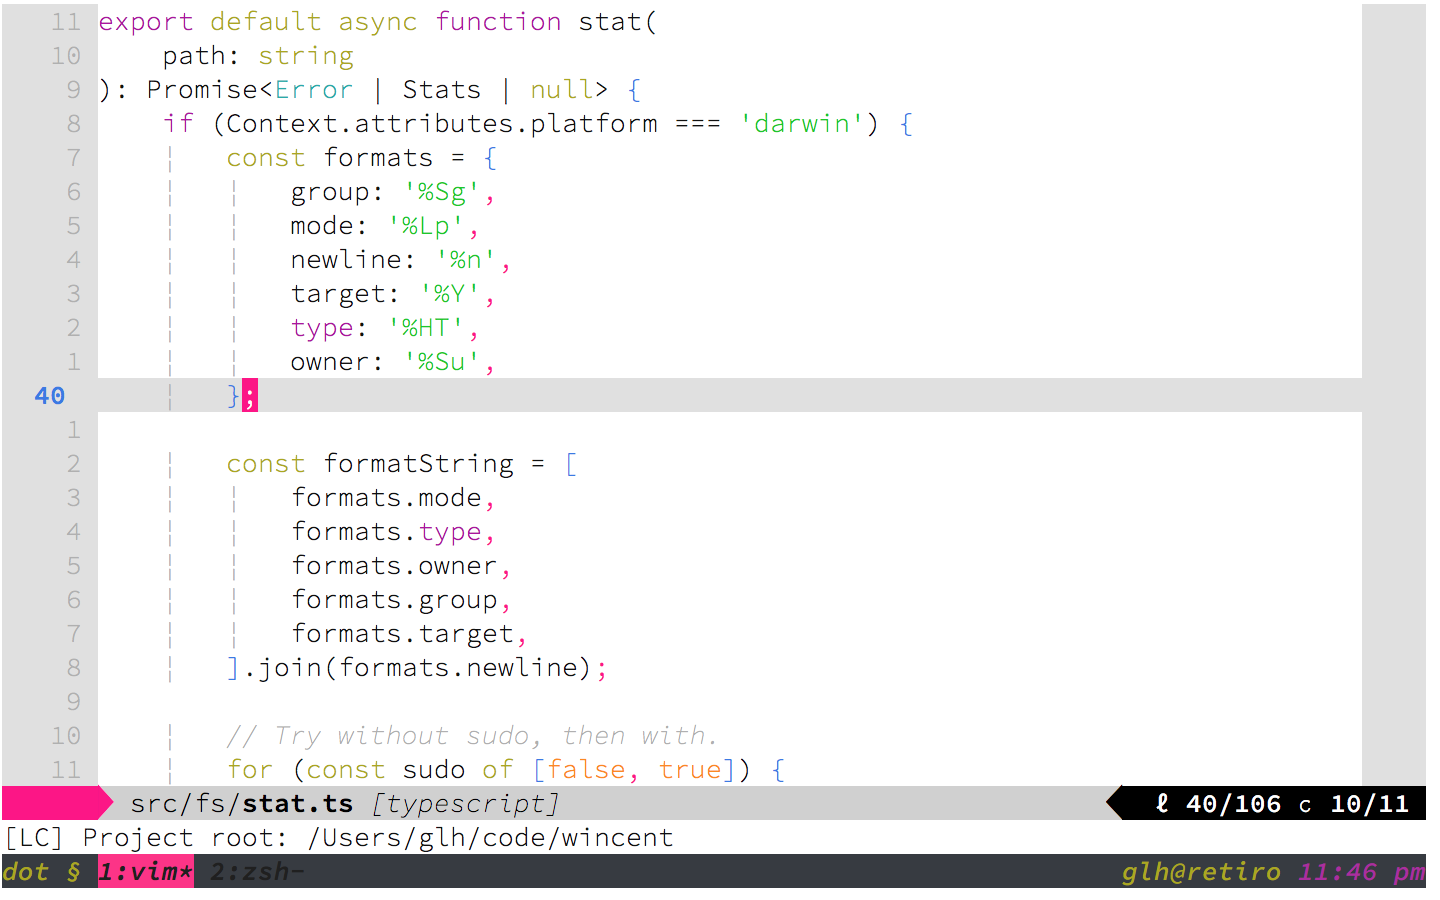 11 export default async function stat(
10     path: string
9 ): Promise<Error | Stats | null> {
8     if (Context.attributes.platform === 'darwin') {
7         const formats = {
6             group: '%Sg',
5             mode: '%Lp',
4             newline: '%n',
3             target: '%Y',
2             type: '%HT',
1             owner: '%Su',
40         };
1
2         const formatString = [
3             formats.mode,
4             formats.type,
5             formats.owner,
6             formats.group,
7             formats.target,
8         ].join(formats.newline);
9
10         // Try without sudo, then with.
11         for (const sudo of [false, true]) {
src/fs/stat.ts [typescript] ℓ 40/106 c 10/11
[LC] Project root: /Users/glh/code/wincent
dot § 1:vim* 2:zsh- glh@retiro 11:46 pm